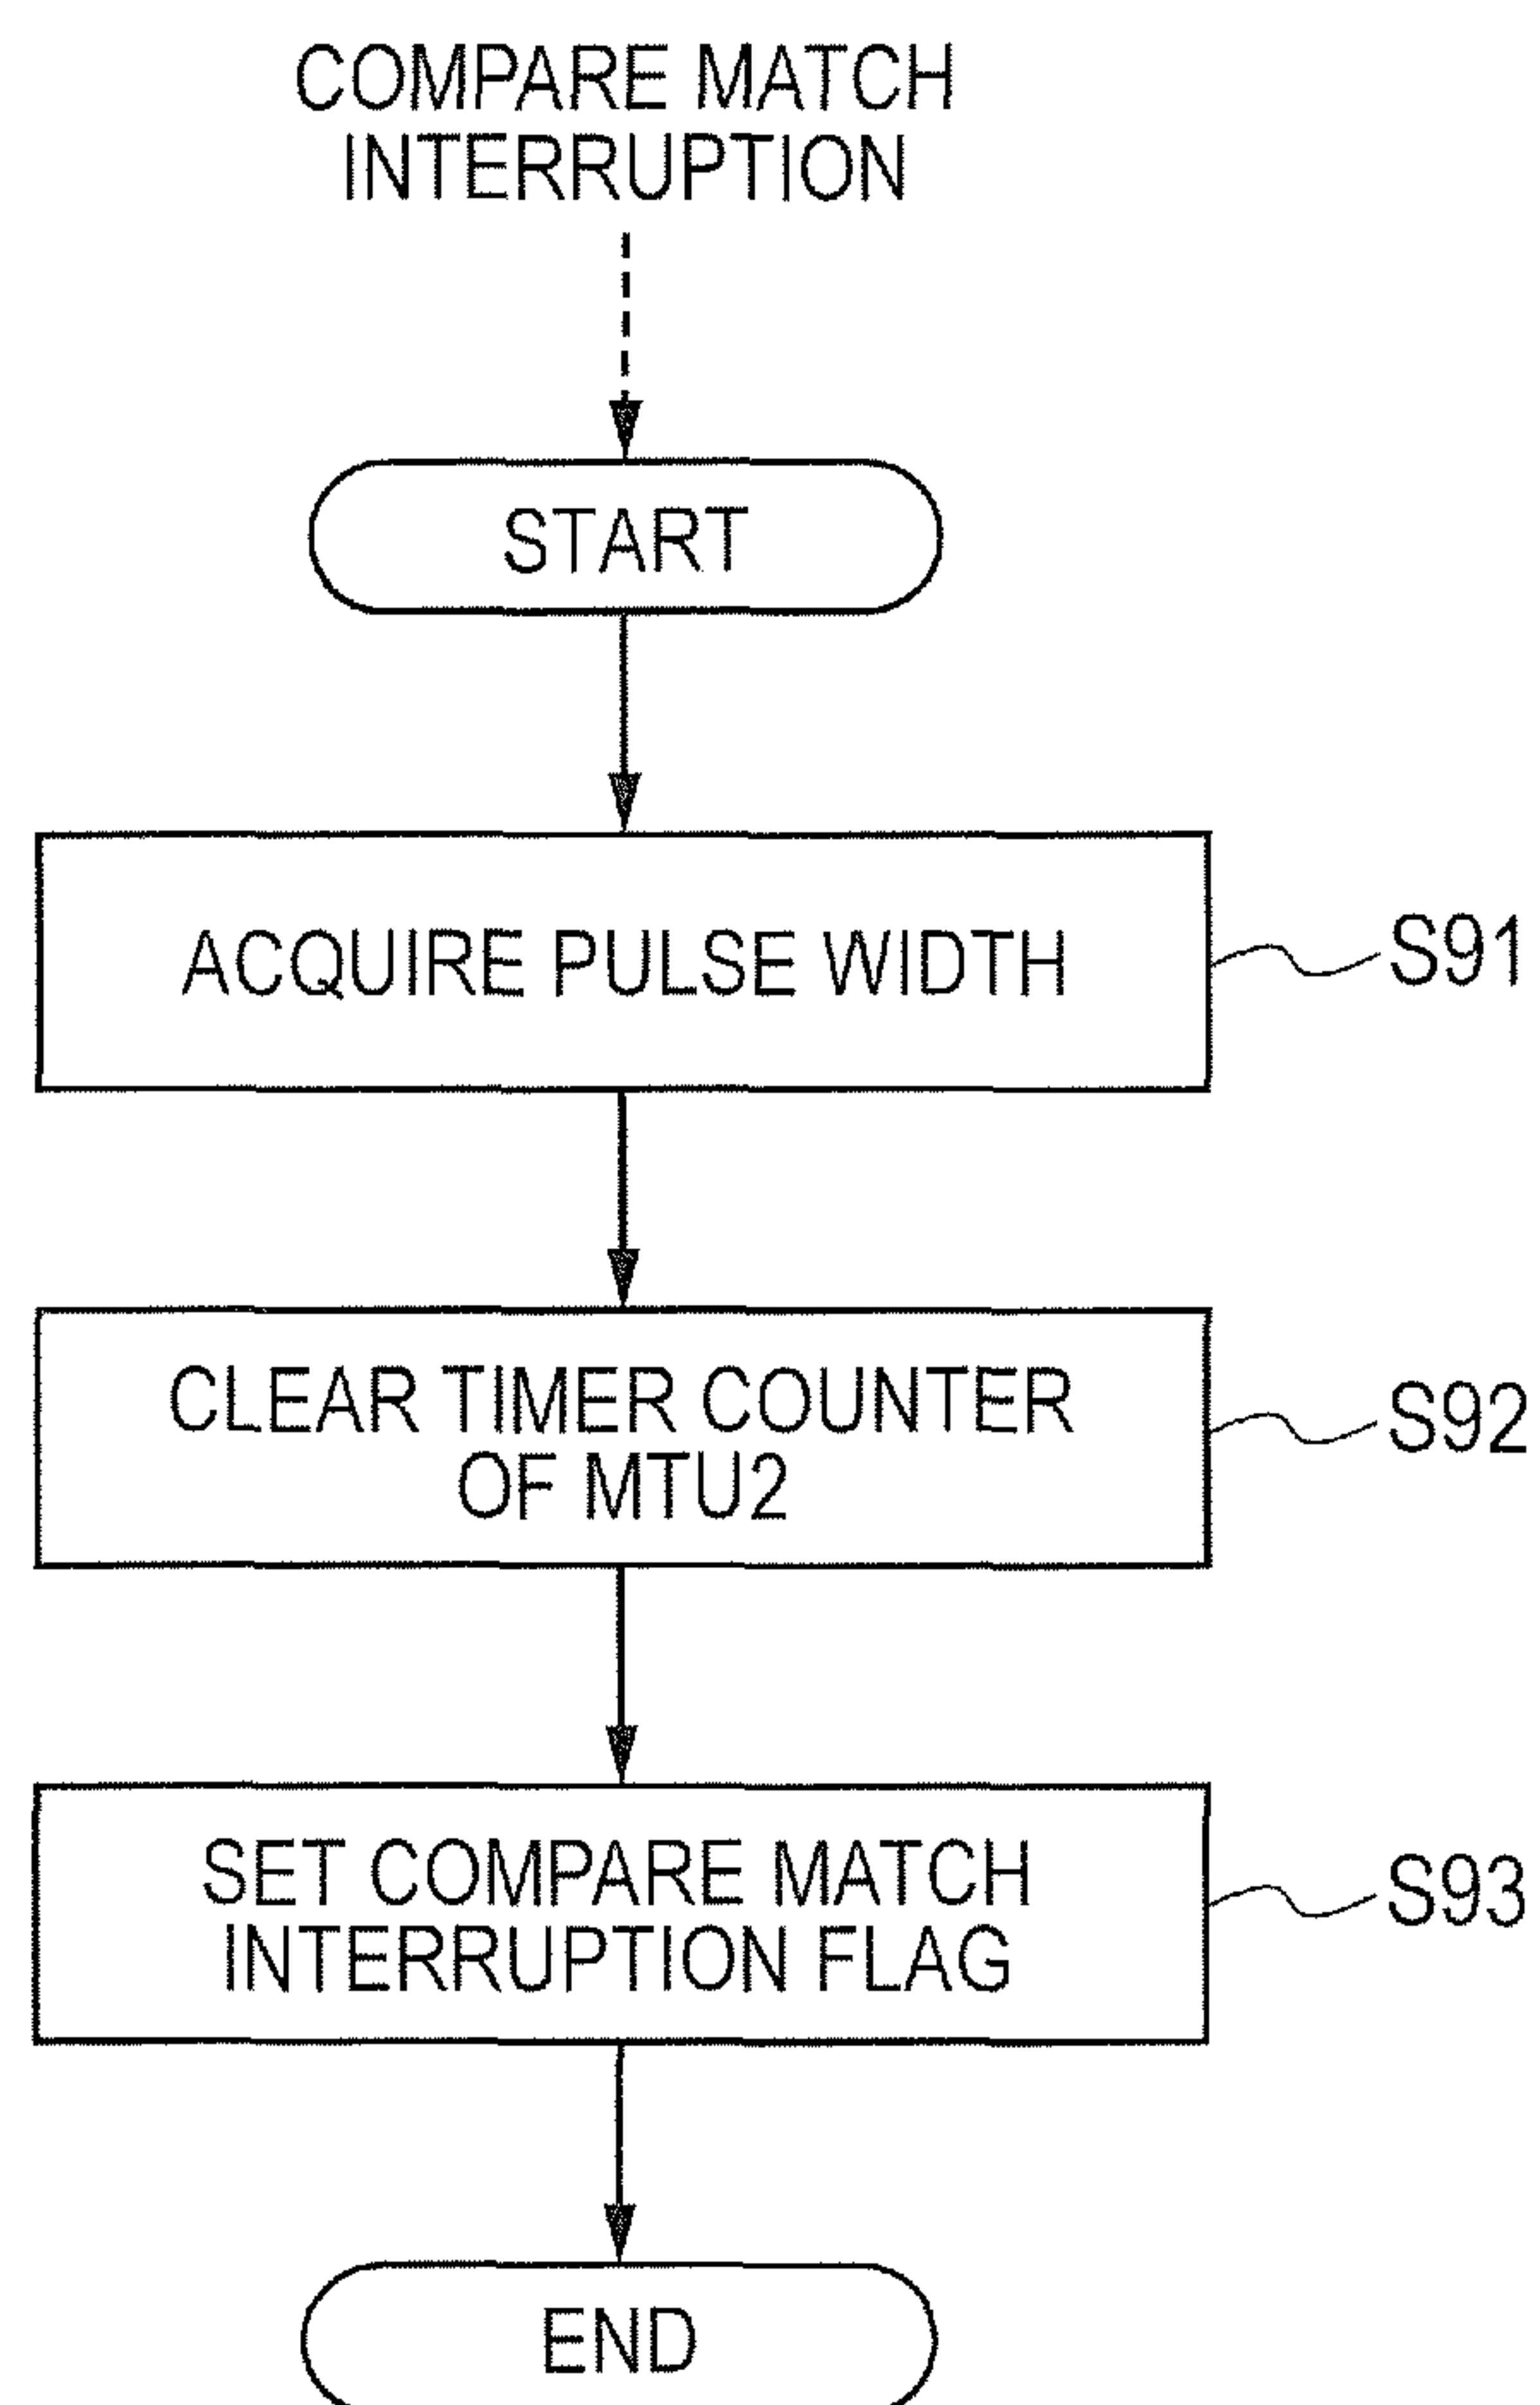 COMPARE MATCH
INTERRUPTION
START
ACQUIRE PULSE WIDTH
S91
CLEAR TIMER COUNTER
OF MTU2
S92
SET COMPARE MATCH
INTERRUPTION FLAG
S93
END